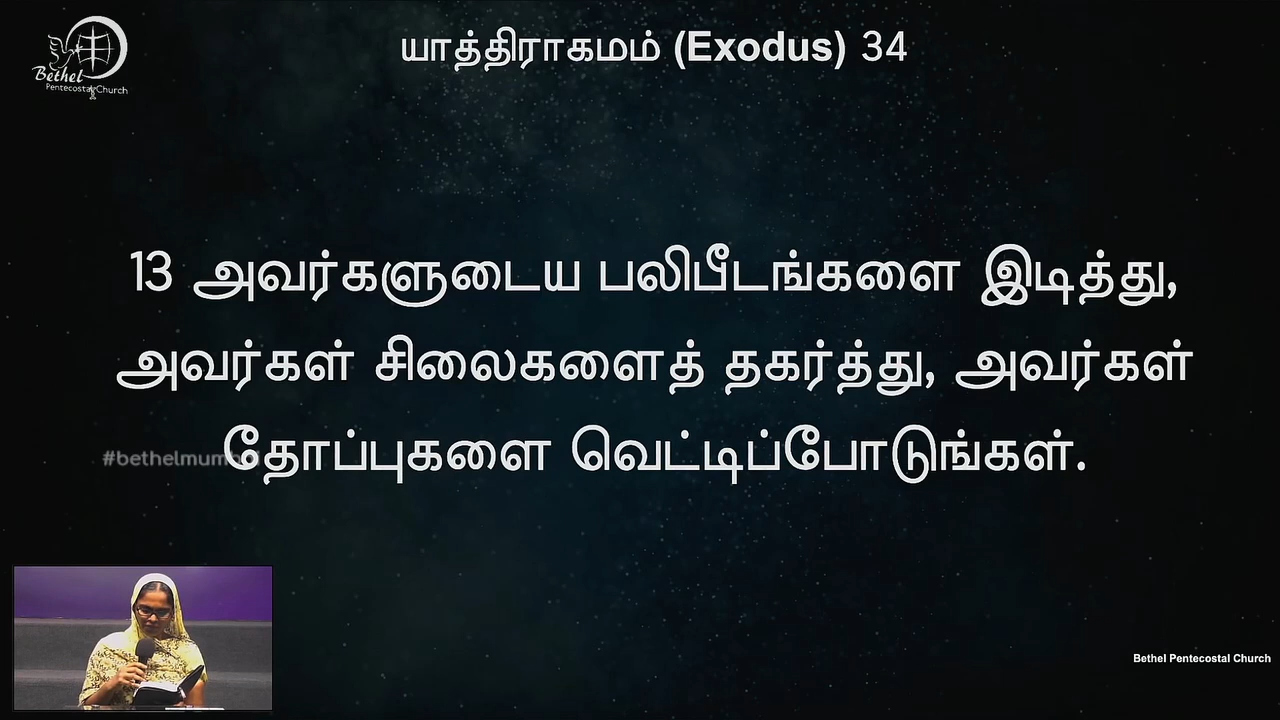 Bethel
Pentecostal Church
யாத்திராகமம் (Exodus) 34
13 அவர்களுடைய பலிபீடங்களை இடித்து,
அவர்கள் சிலைகளைத் தகர்த்து, அவர்கள்
தோப்புகளை வெட்டிப்போடுங்கள்.
Bethel Pentecostal Church